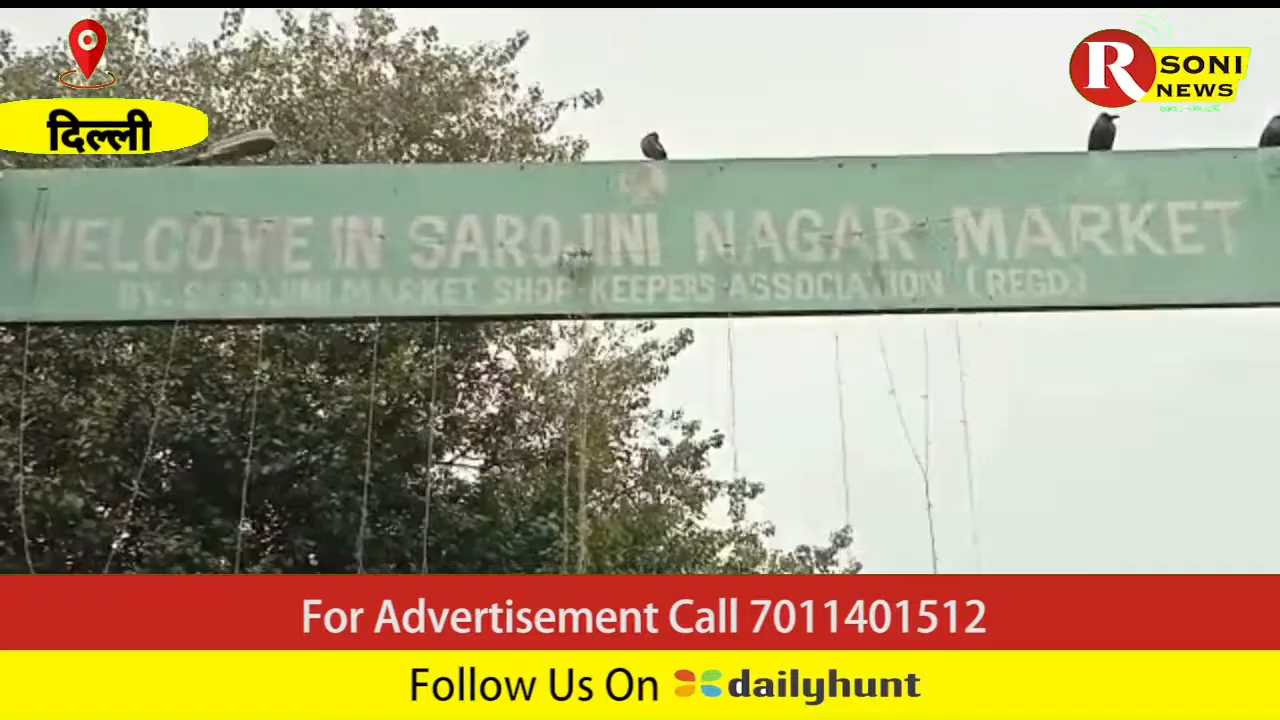 दिल्ली
R SONI
NEWS
WELCOME IN SAROJINI NAGAR MARKET
BY. SAROJINI MARKET SHOP KEEPERS ASSOCIATION (REGD.)
For Advertisement Call 7011401512
Follow Us On dailyhunt